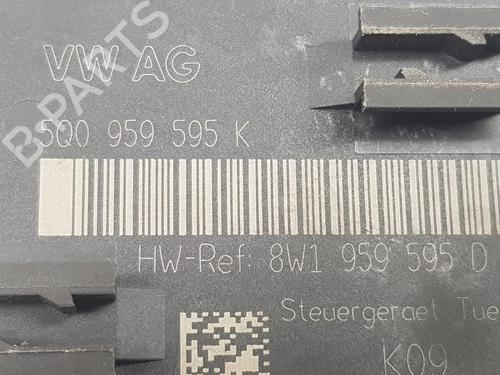 VW AG
5Q0 959 595 K
HW-Ref: 8W1 959 595 D
Steuergeraet Tue
K09
B-PARTS